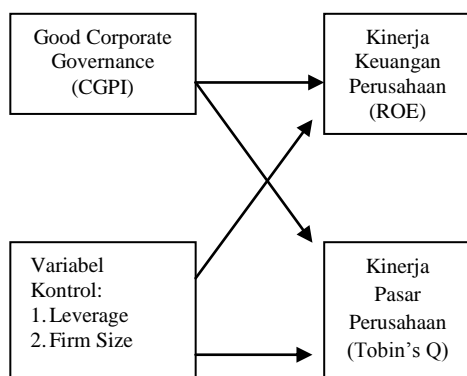 Good Corporate
Governance
(CGPI)
Kinerja
Keuangan
Perusahaan
(ROE)
Variabel
Kontrol:
1. Leverage
2. Firm Size
Kinerja
Pasar
Perusahaan
(Tobin’s Q)